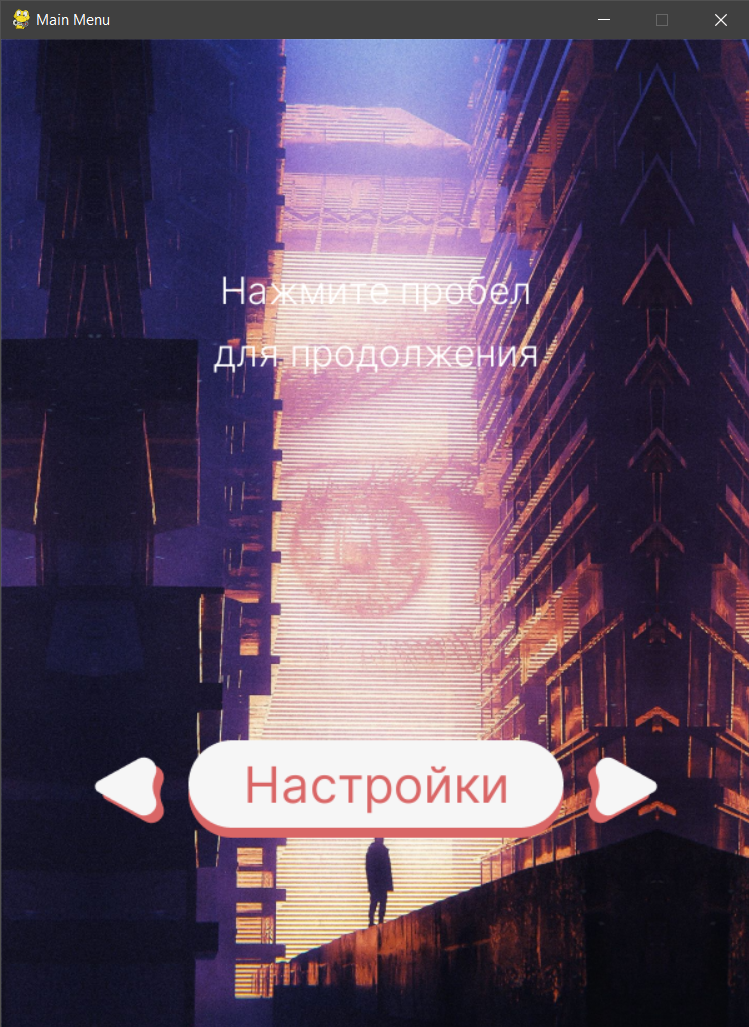 Main Menu
Нажмите пробел
для продолжения
Настройки